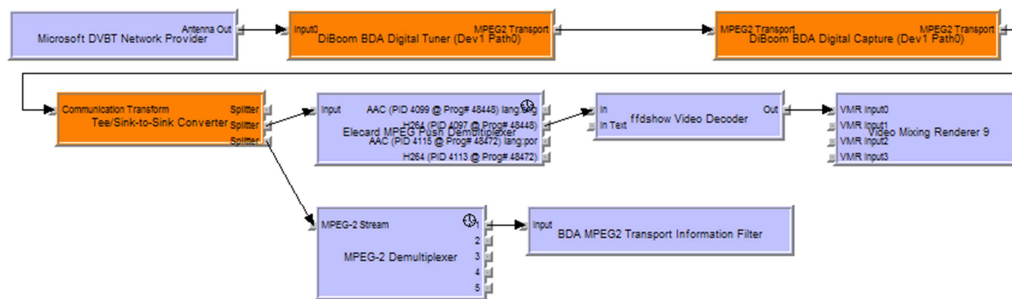 Antenna Out
Microsoft DVBT Network Provider
Input0
MPEG2 Transport
DiBcom BDA Digital Tuner (Dev1 Path0)
MPEG2 Transport
MPEG2 Transport
DiBcom BDA Digital Capture (Dev1 Path0)
Communication Transform
Splitter
Tee/Sink-to-Sink Converter
Splitter
Splitter
Input
AAC (PID 4099 @ Prog# 48448) lang:eng
H264 (PID 4097 @ Prog# 48448)
Elecard MPEG Push Demultiplexer
AAC (PID 4115 @ Prog# 48472) lang:por
H264 (PID 4113 @ Prog# 48472)
In
Out
ffdshow Video Decoder
In Text
VMR Input0
VMR Input1
Video Mixing Renderer 9
VMR Input2
VMR Input3
MPEG-2 Stream
1
2
MPEG-2 Demultiplexer
3
4
5
Input
BDA MPEG2 Transport Information Filter